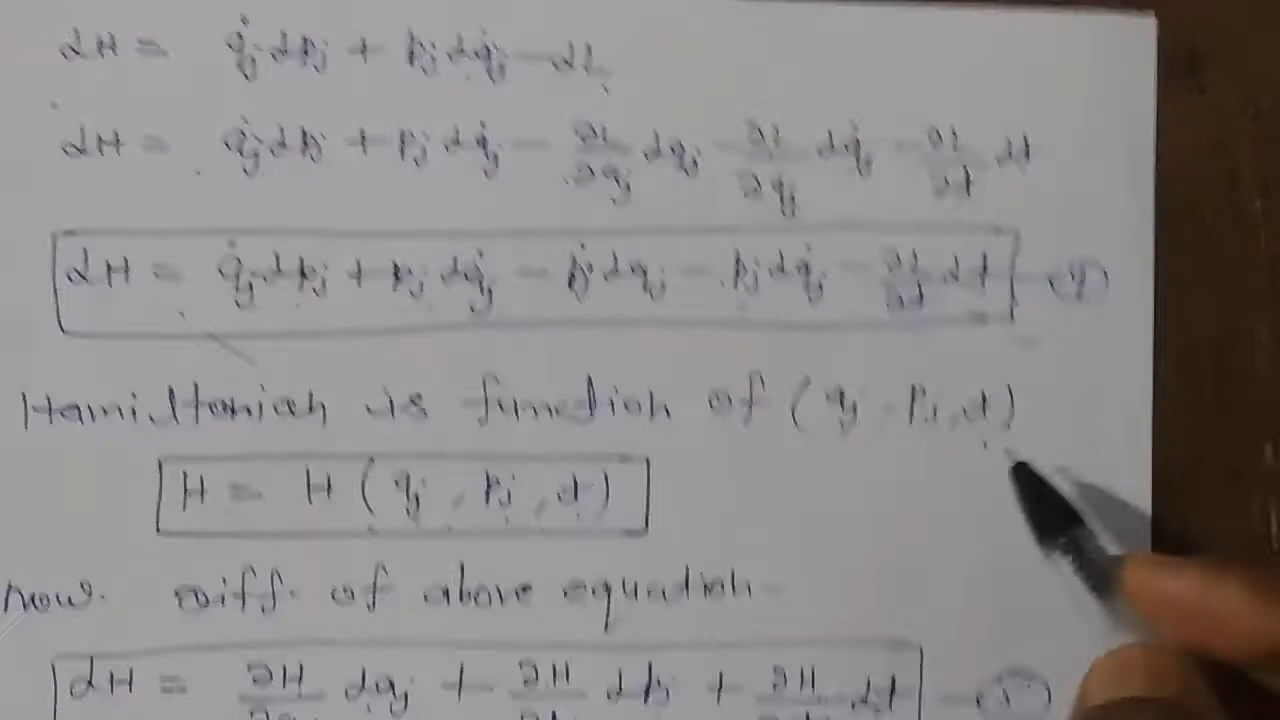 dH = q̇j dpj + pj dq̇j - dL
dH = q̇j dpj + pj dq̇j - ∂L/∂qj dqj - ∂L/∂q̇j dq̇j - ∂L/∂t dt
dH = q̇j dpj + pj dq̇j - ṗj dqj - pj dq̇j - ∂L/∂t dt
Hamiltonian is function of (qj, pj, t)
H = H (qj, pj, t)
now. Diff. of above equation-
dH = ∂H/∂qj dqj + ∂H/∂pj dpj + ∂H/∂t dt